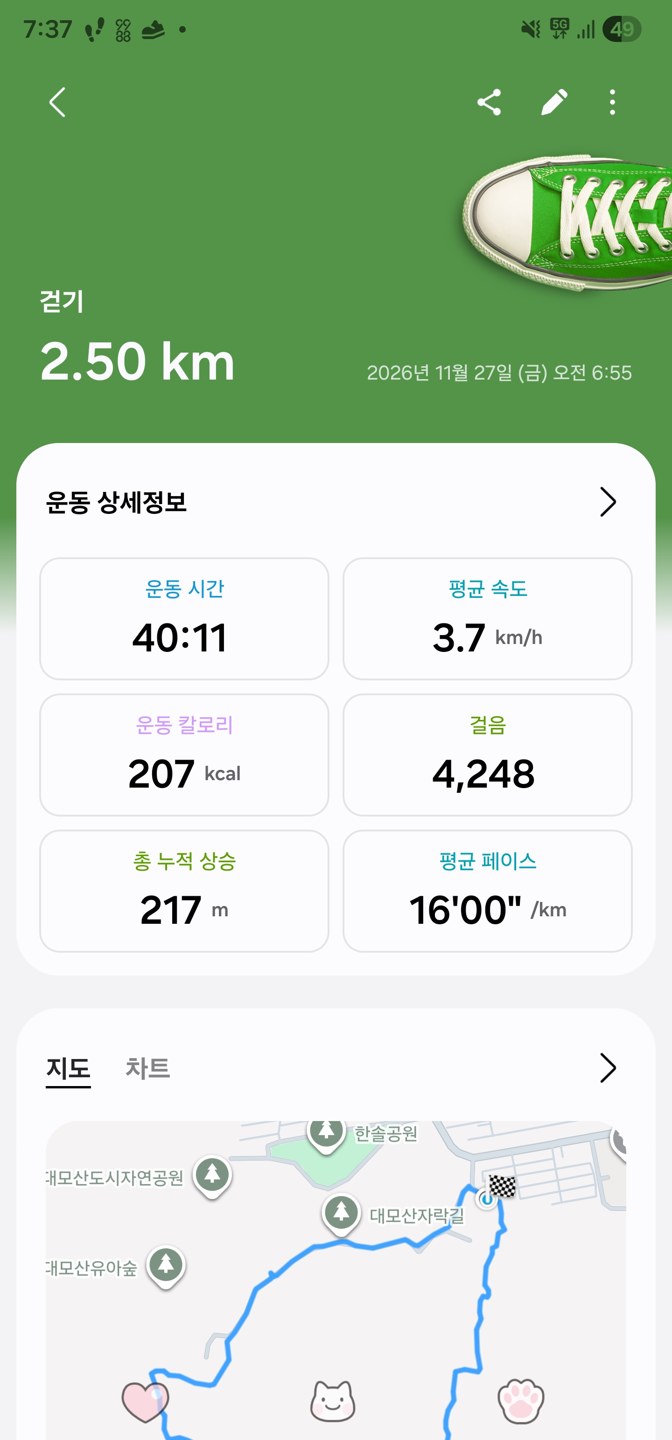 7:37
99
88
5G
49
걷기
2.50 km
2026년 11월 27일 (금) 오전 6:55
운동 상세정보
운동 시간
평균 속도
40:11
3.7 km/h
운동 칼로리
걸음
207 kcal
4,248
총 누적 상승
평균 페이스
217 m
16'00" /km
지도
차트
한솔공원
대모산도시자연공원
대모산자락길
대모산유아숲